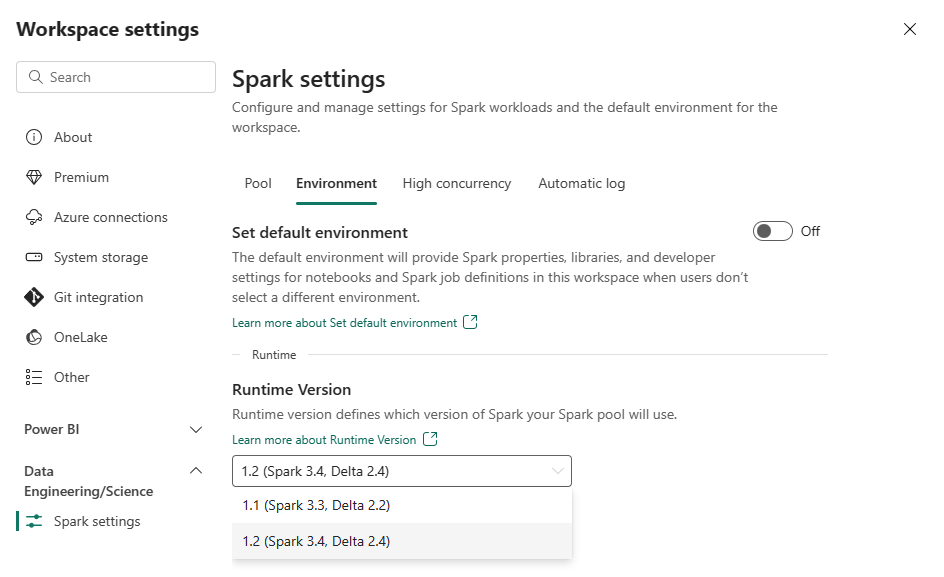 Workspace settings
Search
About
Premium
Azure connections
System storage
Git integration
OneLake
Other
Power BI
Data
Engineering/Science
Spark settings
Spark settings
Configure and manage settings for Spark workloads and the default environment for the
workspace.
Pool Environment High concurrency Automatic log
Set default environment Off
The default environment will provide Spark properties, libraries, and developer
settings for notebooks and Spark job definitions in this workspace when users don’t
select a different environment.
Learn more about Set default environment
Runtime
Runtime Version
Runtime version defines which version of Spark your Spark pool will use.
Learn more about Runtime Version
1.2 (Spark 3.4, Delta 2.4)
1.1 (Spark 3.3, Delta 2.2)
1.2 (Spark 3.4, Delta 2.4)